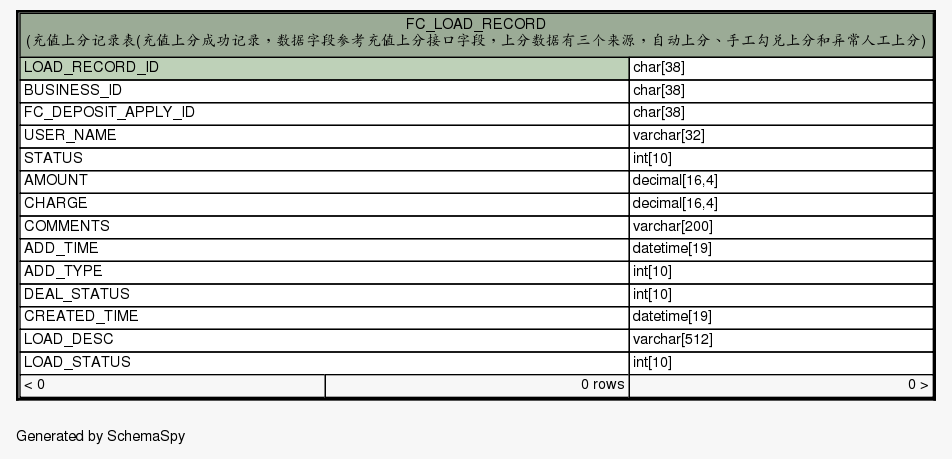 FC_LOAD_RECORD
(充值上分记录表(充值上分成功记录，数据字段参考充值上分接口字段，上分数据有三个来源，自动上分、手工勾兑上分和异常人工上分)
LOAD_RECORD_ID char[38]
BUSINESS_ID char[38]
FC_DEPOSIT_APPLY_ID char[38]
USER_NAME varchar[32]
STATUS int[10]
AMOUNT decimal[16,4]
CHARGE decimal[16,4]
COMMENTS varchar[200]
ADD_TIME datetime[19]
ADD_TYPE int[10]
DEAL_STATUS int[10]
CREATED_TIME datetime[19]
LOAD_DESC varchar[512]
LOAD_STATUS int[10]
< 0 0 rows 0 >
Generated by SchemaSpy